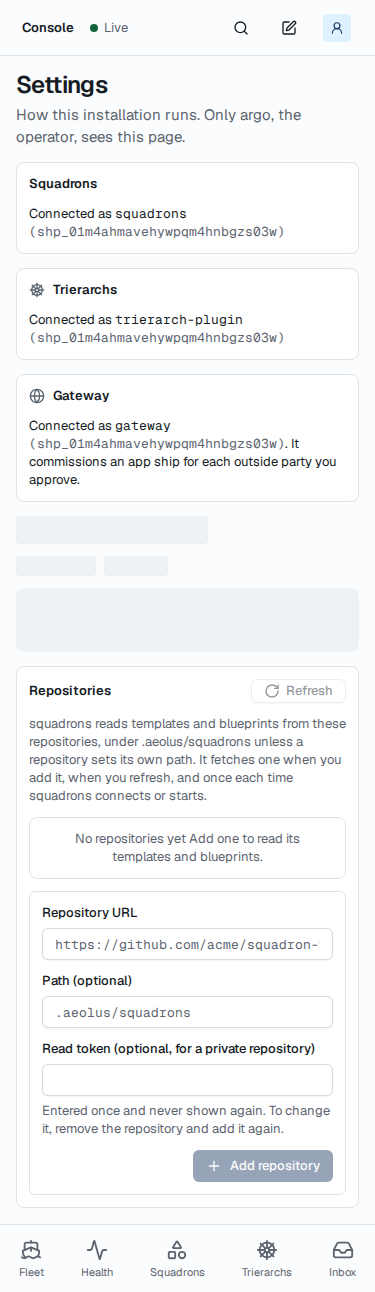 Console
Live
Settings
How this installation runs. Only argo, the
operator, sees this page.
Squadrons
Connected as squadrons
(shp_01m4ahmavehywpqm4hnbgzs03w)
Trierarchs
Connected as trierarch-plugin
(shp_01m4ahmavehywpqm4hnbgzs03w)
Gateway
Connected as gateway
(shp_01m4ahmavehywpqm4hnbgzs03w). It
commissions an app ship for each outside party you
approve.
Repositories
Refresh
squadrons reads templates and blueprints from these
repositories, under .aeolus/squadrons unless a
repository sets its own path. It fetches one when you
add it, when you refresh, and once each time
squadrons connects or starts.
No repositories yet Add one to read its
templates and blueprints.
Repository URL
https://github.com/acme/squadron-
Path (optional)
.aeolus/squadrons
Read token (optional, for a private repository)
Entered once and never shown again. To change
it, remove the repository and add it again.
Add repository
Fleet
Health
Squadrons
Trierarchs
Inbox